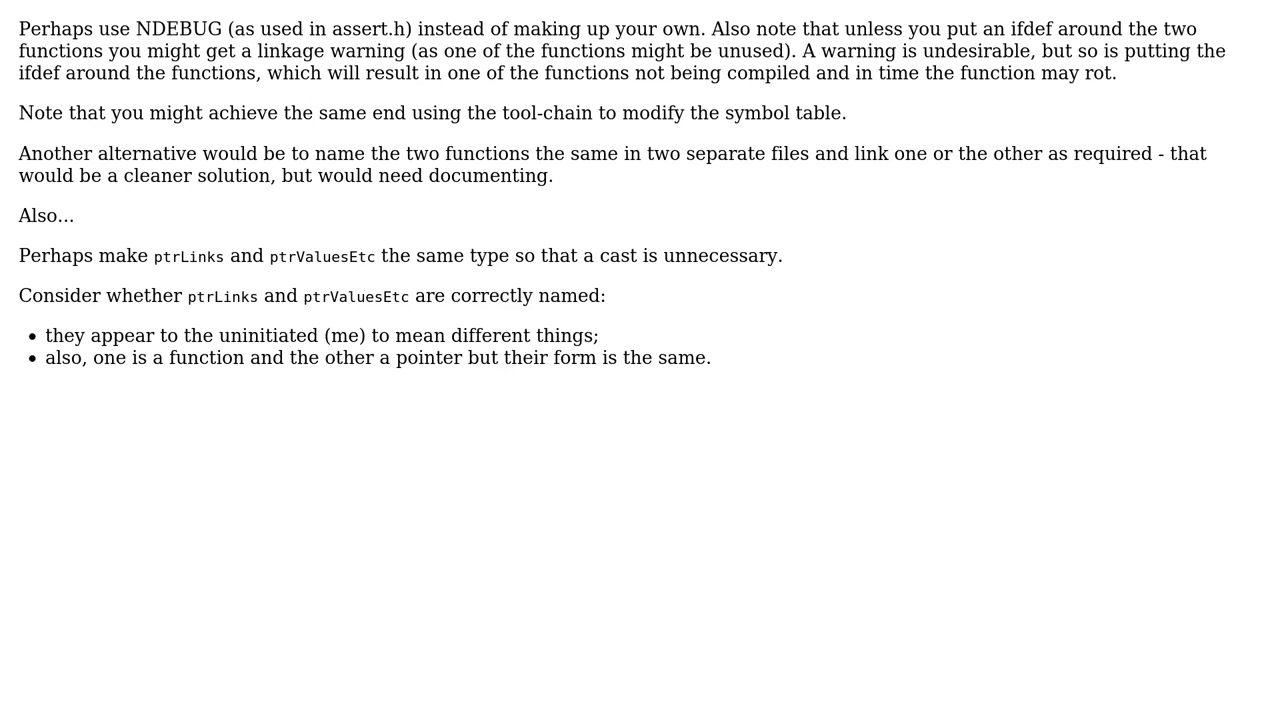 Perhaps use NDEBUG (as used in assert.h) instead of making up your own. Also note that unless you put an ifdef around the two
functions you might get a linkage warning (as one of the functions might be unused). A warning is undesirable, but so is putting the
ifdef around the functions, which will result in one of the functions not being compiled and in time the function may rot.
Note that you might achieve the same end using the tool-chain to modify the symbol table.
Another alternative would be to name the two functions the same in two separate files and link one or the other as required - that
would be a cleaner solution, but would need documenting.
Also...
Perhaps make ptrLinks and ptrValuesEtc the same type so that a cast is unnecessary.
Consider whether ptrLinks and ptrValuesEtc are correctly named:
• they appear to the uninitiated (me) to mean different things;
• also, one is a function and the other a pointer but their form is the same.